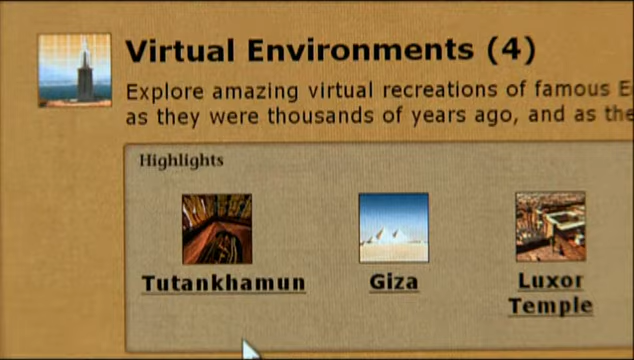 Virtual Environments (4)
Explore amazing virtual recreations of famous
as they were thousands of years ago, and as
Highlights
Tutankhamun
Giza
Luxor
Temple